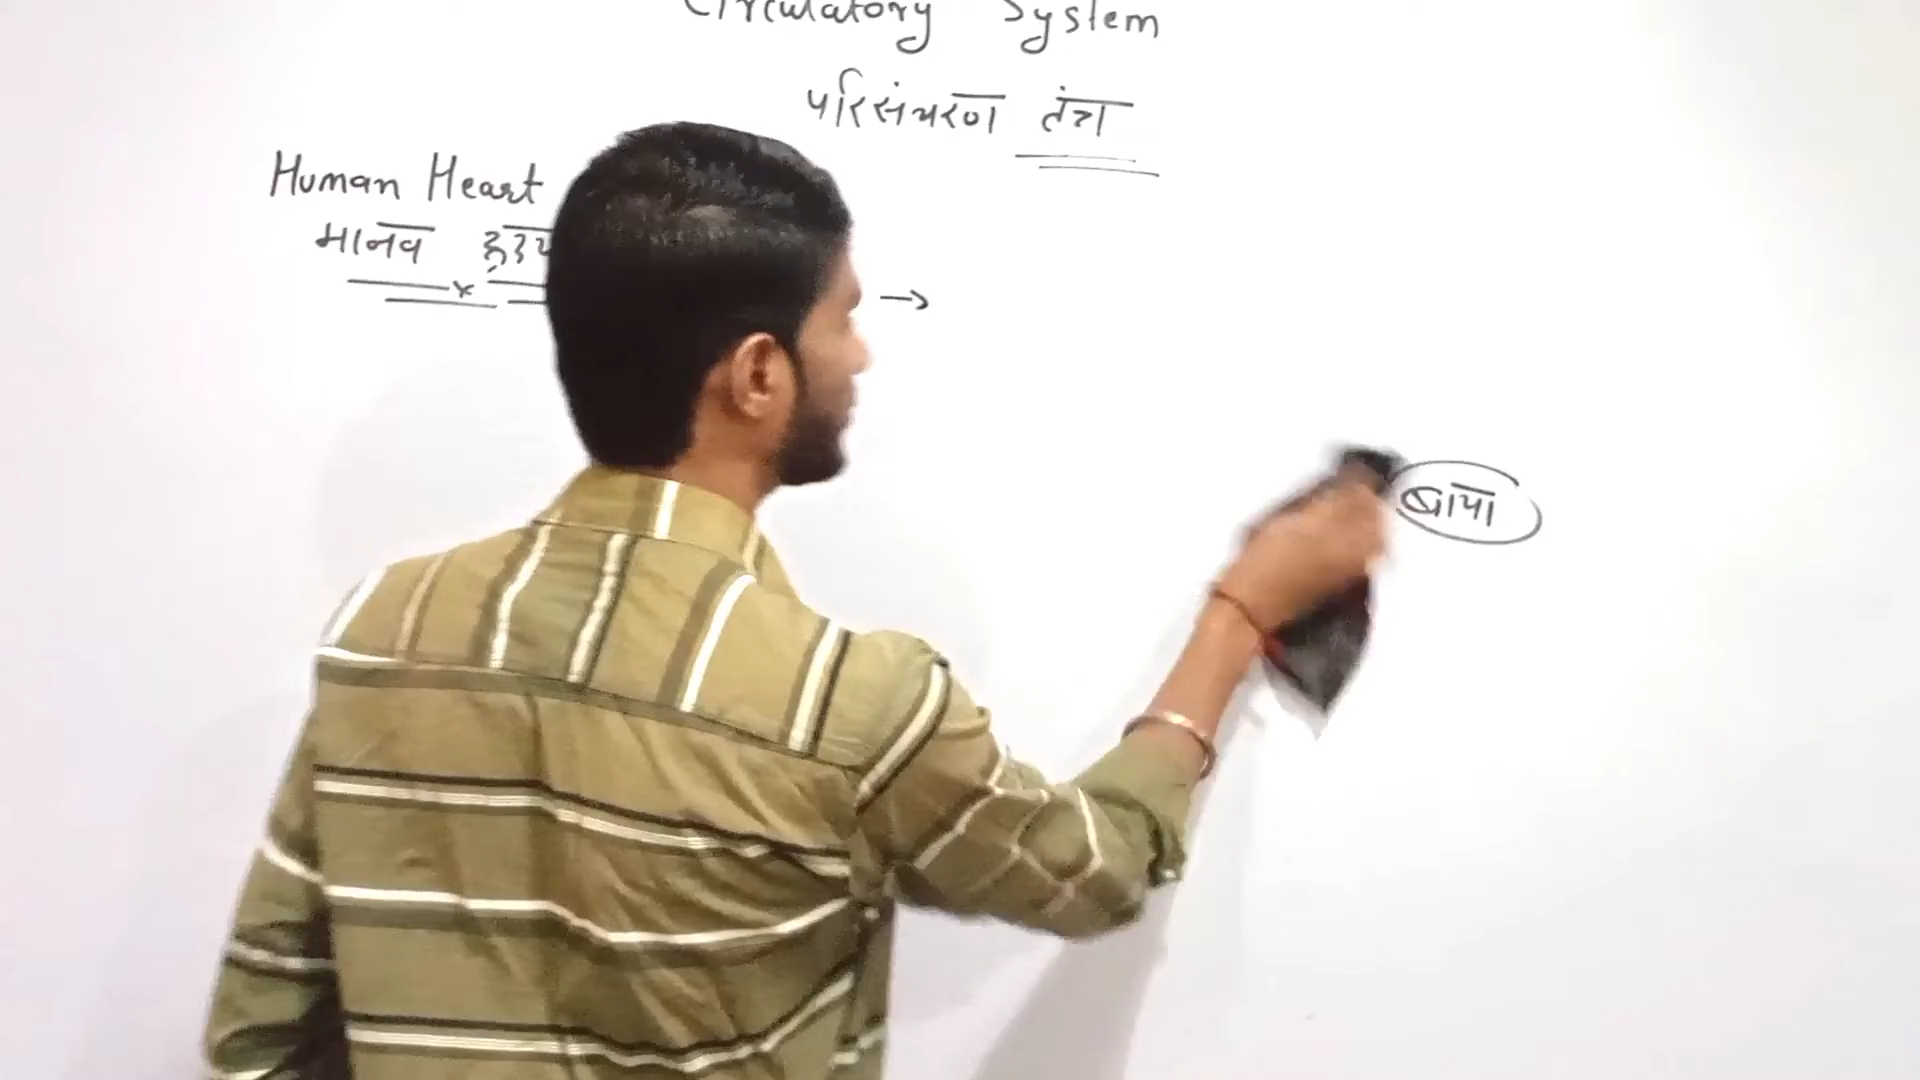 Circulatory System
परिसंचरण तंत्र
Human Heart
मानव हृदय
बायां